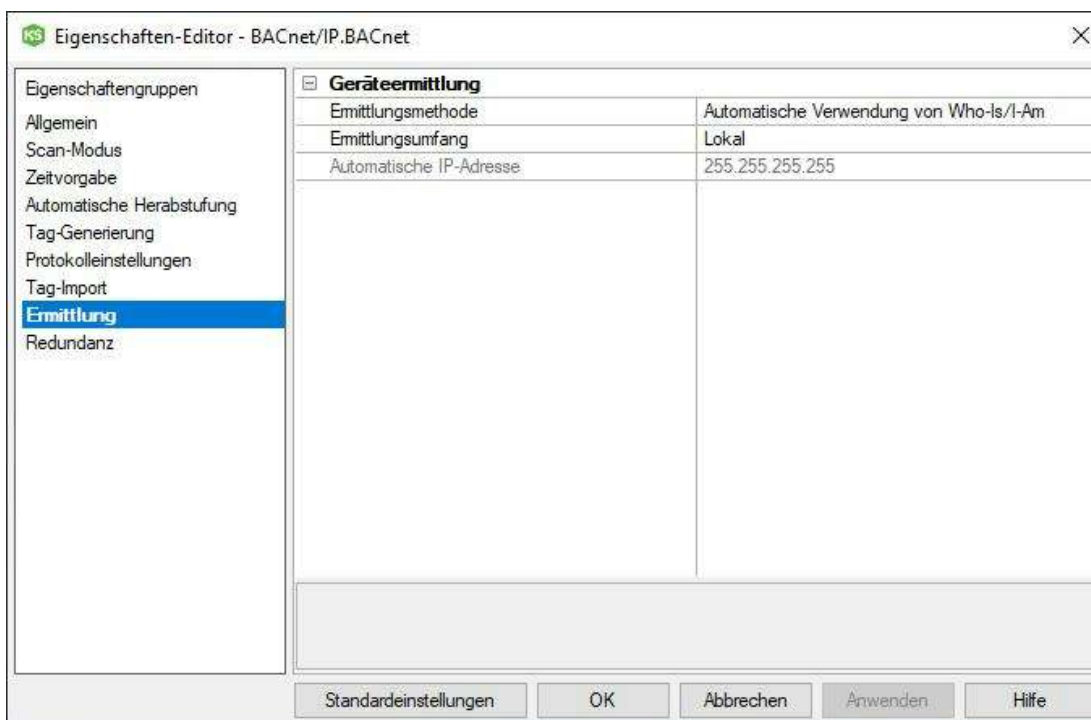 Eigenschaften-Editor - BACnet/IP.BACnet
Eigenschaftengruppen
Allgemein
Scan-Modus
Zeitvorgabe
Automatische Herabstufung
Tag-Generierung
Protokolleinstellungen
Tag-Import
Ermittlung
Redundanz
Geräteermittlung
Ermittlungsmethode Automatische Verwendung von Who-Is/I-Am
Ermittlungsumfang Lokal
Automatische IP-Adresse 255.255.255.255
Standardeinstellungen OK Abbrechen Anwenden Hilfe